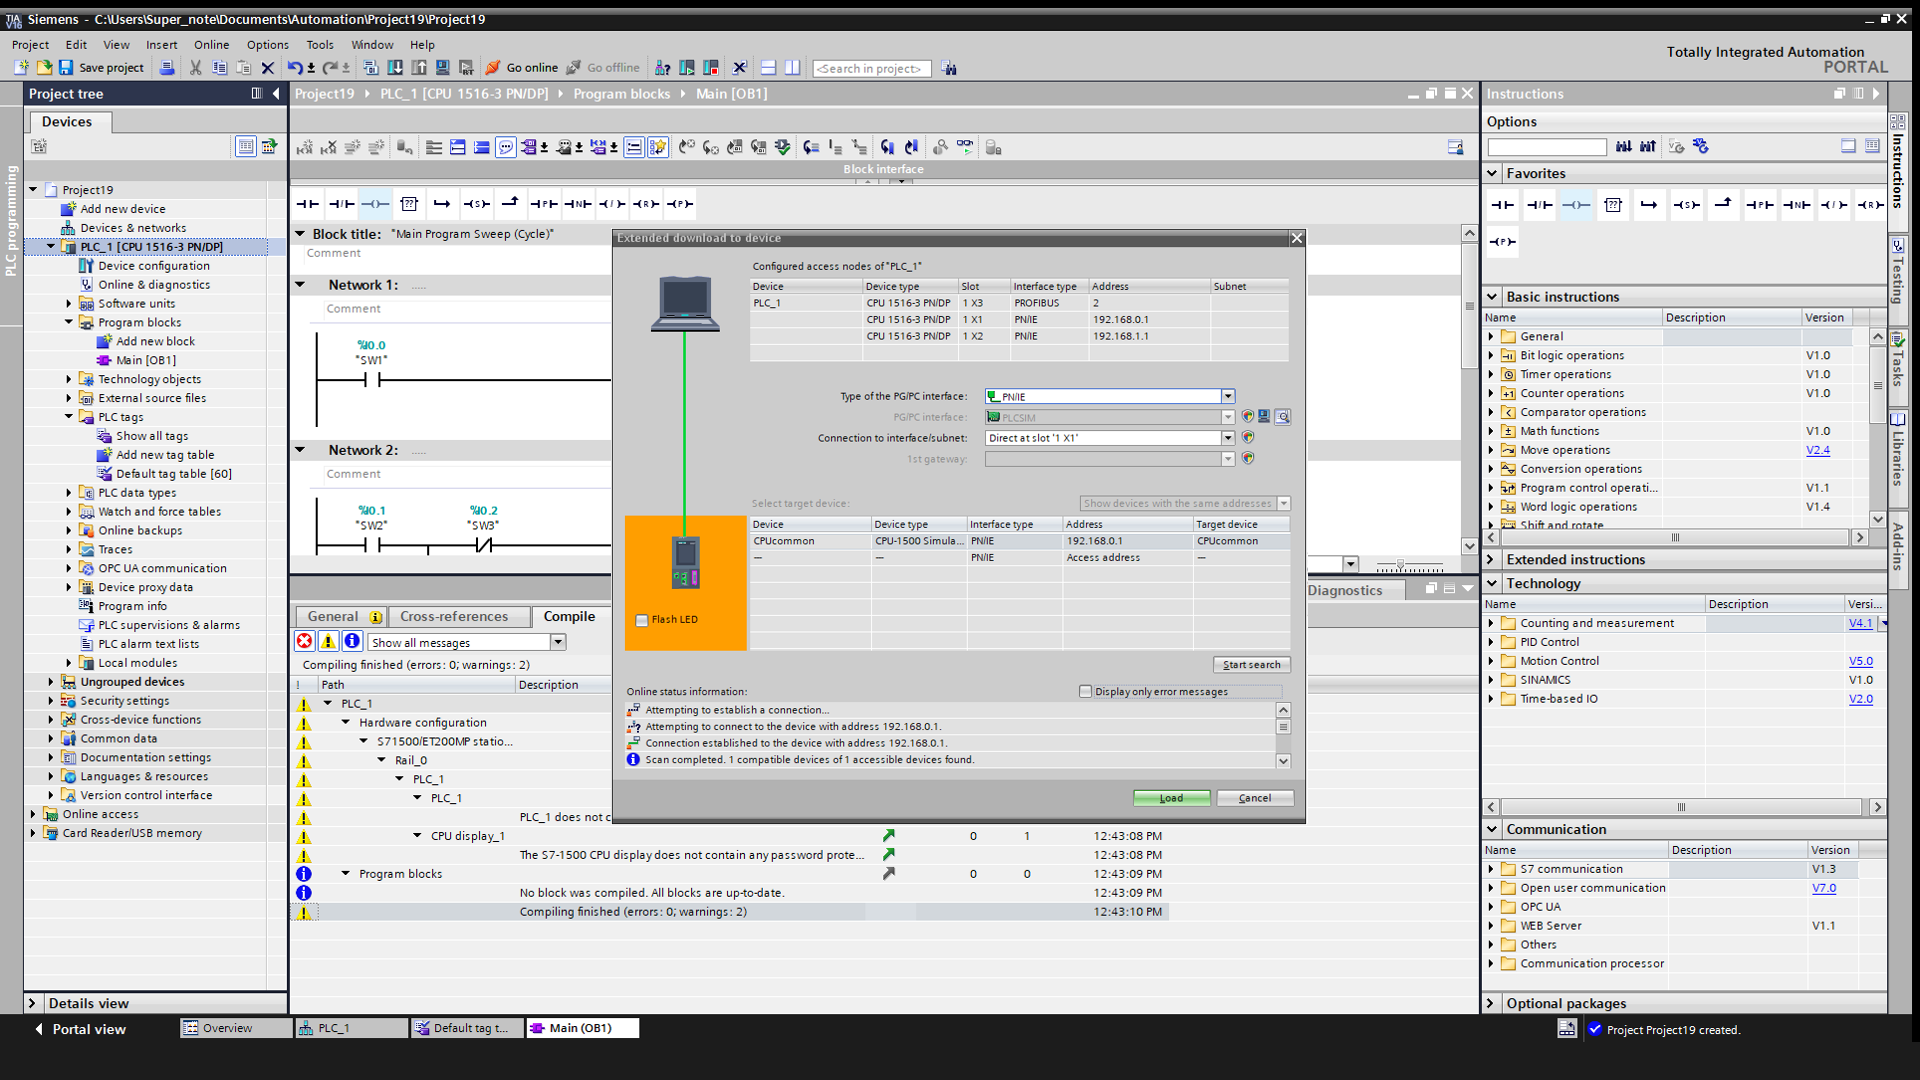 Siemens - C:\Users\Super_note\Documents\Automation\Project19\Project19
Project Edit View Insert Online Options Tools Window Help
Totally Integrated Automation
PORTAL
Save project Go online Go offline <Search in project>
Project tree
Devices
PLC programming
Project19
Add new device
Devices & networks
PLC_1 [CPU 1516-3 PN/DP]
Device configuration
Online & diagnostics
Software units
Program blocks
Add new block
Main [OB1]
Technology objects
External source files
PLC tags
Show all tags
Add new tag table
Default tag table [60]
PLC data types
Watch and force tables
Online backups
Traces
OPC UA communication
Device proxy data
Program info
PLC supervisions & alarms
PLC alarm text lists
Local modules
Ungrouped devices
Security settings
Cross-device functions
Common data
Documentation settings
Languages & resources
Version control interface
Online access
Card Reader/USB memory
Details view
Project19 PLC_1 [CPU 1516-3 PN/DP] Program blocks Main [OB1]
Block interface
Block title: "Main Program Sweep (Cycle)"
Comment
Network 1: .....
Comment
%I0.0
"SW1"
Network 2: .....
Comment
%I0.1 %I0.2
"SW2" "SW3"
Diagnostics
General Cross-references Compile
Show all messages
Compiling finished (errors: 0; warnings: 2)
! Path Description
PLC_1
Hardware configuration
S71500/ET200MP statio...
Rail_0
PLC_1
PLC_1
PLC_1 does not c
CPU display_1 0 1 12:43:08 PM
The S7-1500 CPU display does not contain any password prote... 12:43:08 PM
Program blocks 0 0 12:43:09 PM
No block was compiled. All blocks are up-to-date. 12:43:09 PM
Compiling finished (errors: 0; warnings: 2) 12:43:10 PM
Extended download to device
Configured access nodes of "PLC_1"
Device Device type Slot Interface type Address Subnet
PLC_1 CPU 1516-3 PN/DP 1 X3 PROFIBUS 2
CPU 1516-3 PN/DP 1 X1 PN/IE 192.168.0.1
CPU 1516-3 PN/DP 1 X2 PN/IE 192.168.1.1
Type of the PG/PC interface: PN/IE
PG/PC interface: PLCSIM
Connection to interface/subnet: Direct at slot '1 X1'
1st gateway:
Select target device: Show devices with the same addresses
Device Device type Interface type Address Target device
CPUcommon CPU-1500 Simula... PN/IE 192.168.0.1 CPUcommon
— — PN/IE Access address —
Flash LED
Start search
Online status information: Display only error messages
Attempting to establish a connection...
Attempting to connect to the device with address 192.168.0.1.
Connection established to the device with address 192.168.0.1.
Scan completed. 1 compatible devices of 1 accessible devices found.
Load Cancel
Instructions
Options
Favorites
Basic instructions
Name Description Version
General
Bit logic operations V1.0
Timer operations V1.0
Counter operations V1.0
Comparator operations
Math functions V1.0
Move operations V2.4
Conversion operations
Program control operati... V1.1
Word logic operations V1.4
Shift and rotate
Extended instructions
Technology
Name Description Versi...
Counting and measurement V4.1
PID Control
Motion Control V5.0
SINAMICS V1.0
Time-based IO V2.0
Communication
Name Description Version
S7 communication V1.3
Open user communication V7.0
OPC UA
WEB Server V1.1
Others
Communication processor
Optional packages
Instructions
Testing
Tasks
Libraries
Add-ins
Portal view Overview PLC_1 Default tag t... Main (OB1) Project Project19 created.